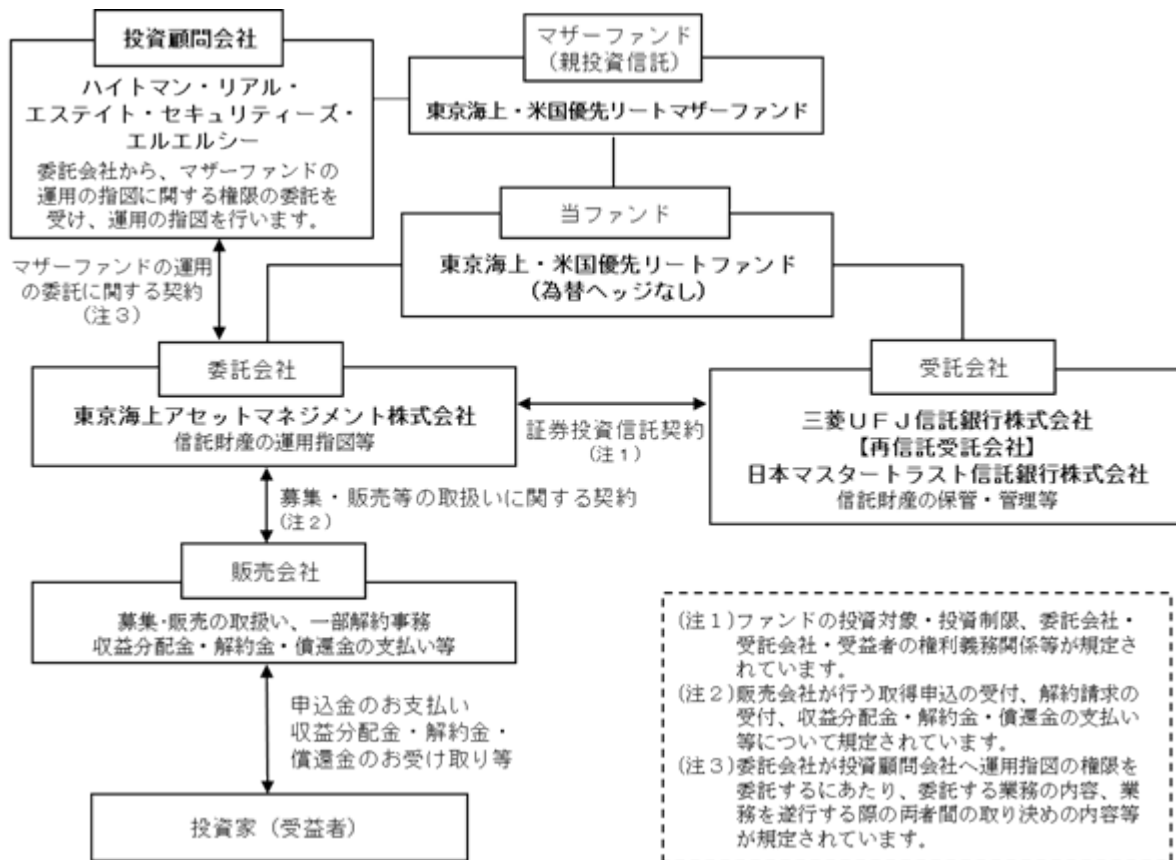 投資顧問会社
ハイトマン・リアル・
エステイト・セキュリティーズ・
エルエルシー
委託会社から、マザーファンドの
運用の指図に関する権限の委託を
受け、運用の指図を行います。
マザーファンド
(親投資信託)
東京海上・米国優先リートマザーファンド
当ファンド
東京海上・米国優先リートファンド
(為替ヘッジなし)
マザーファンドの運用
の委託に関する契約
(注3)
委託会社
東京海上アセットマネジメント株式会社
信託財産の運用指図等
証券投資信託契約
(注1)
受託会社
三菱UFJ信託銀行株式会社
【再信託受託会社】
日本マスタートラスト信託銀行株式会社
信託財産の保管・管理等
募集・販売等の取扱いに関する契約
(注2)
販売会社
募集・販売の取扱い、一部解約事務
収益分配金・解約金・償還金の支払い等
申込金のお支払い
収益分配金・解約金・
償還金のお受け取り等
投資家(受益者)
(注1)ファンドの投資対象・投資制限、委託会社・
受託会社・受益者の権利義務関係等が規定さ
れています。
(注2)販売会社が行う取得申込の受付、解約請求の
受付、収益分配金・解約金・償還金の支払い
等について規定されています。
(注3)委託会社が投資顧問会社へ運用指図の権限を
委託するにあたり、委託する業務の内容、業
務を遂行する際の両者間の取り決めの内容等
が規定されています。